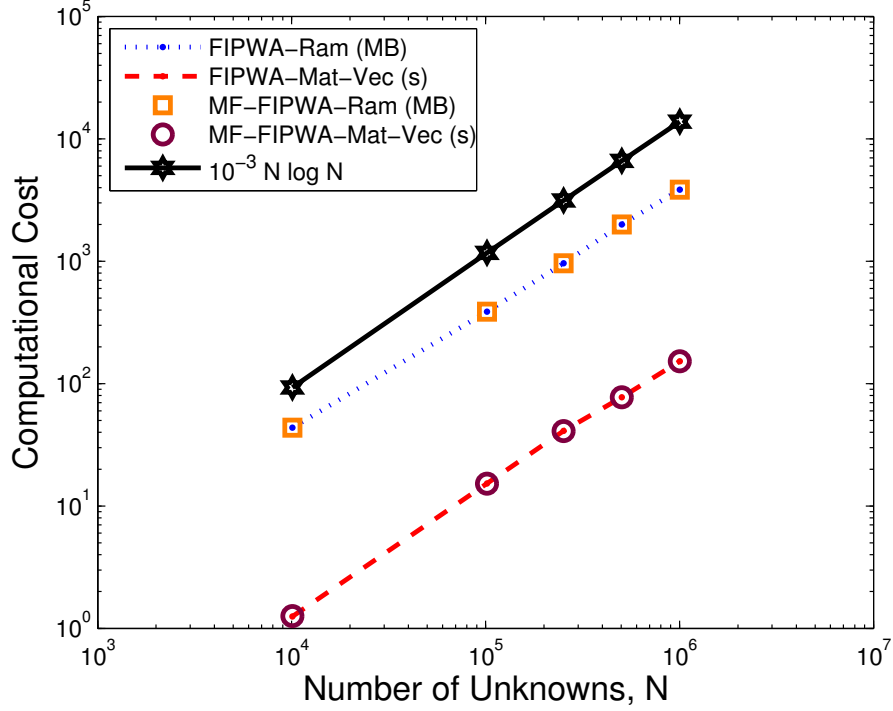 Computational Cost
10^5
10^4
10^3
10^2
10^1
10^0
FIPWA−Ram (MB)
FIPWA−Mat−Vec (s)
MF−FIPWA−Ram (MB)
MF−FIPWA−Mat−Vec (s)
10^−3 N log N
10^3 10^4 10^5 10^6 10^7
Number of Unknowns, N